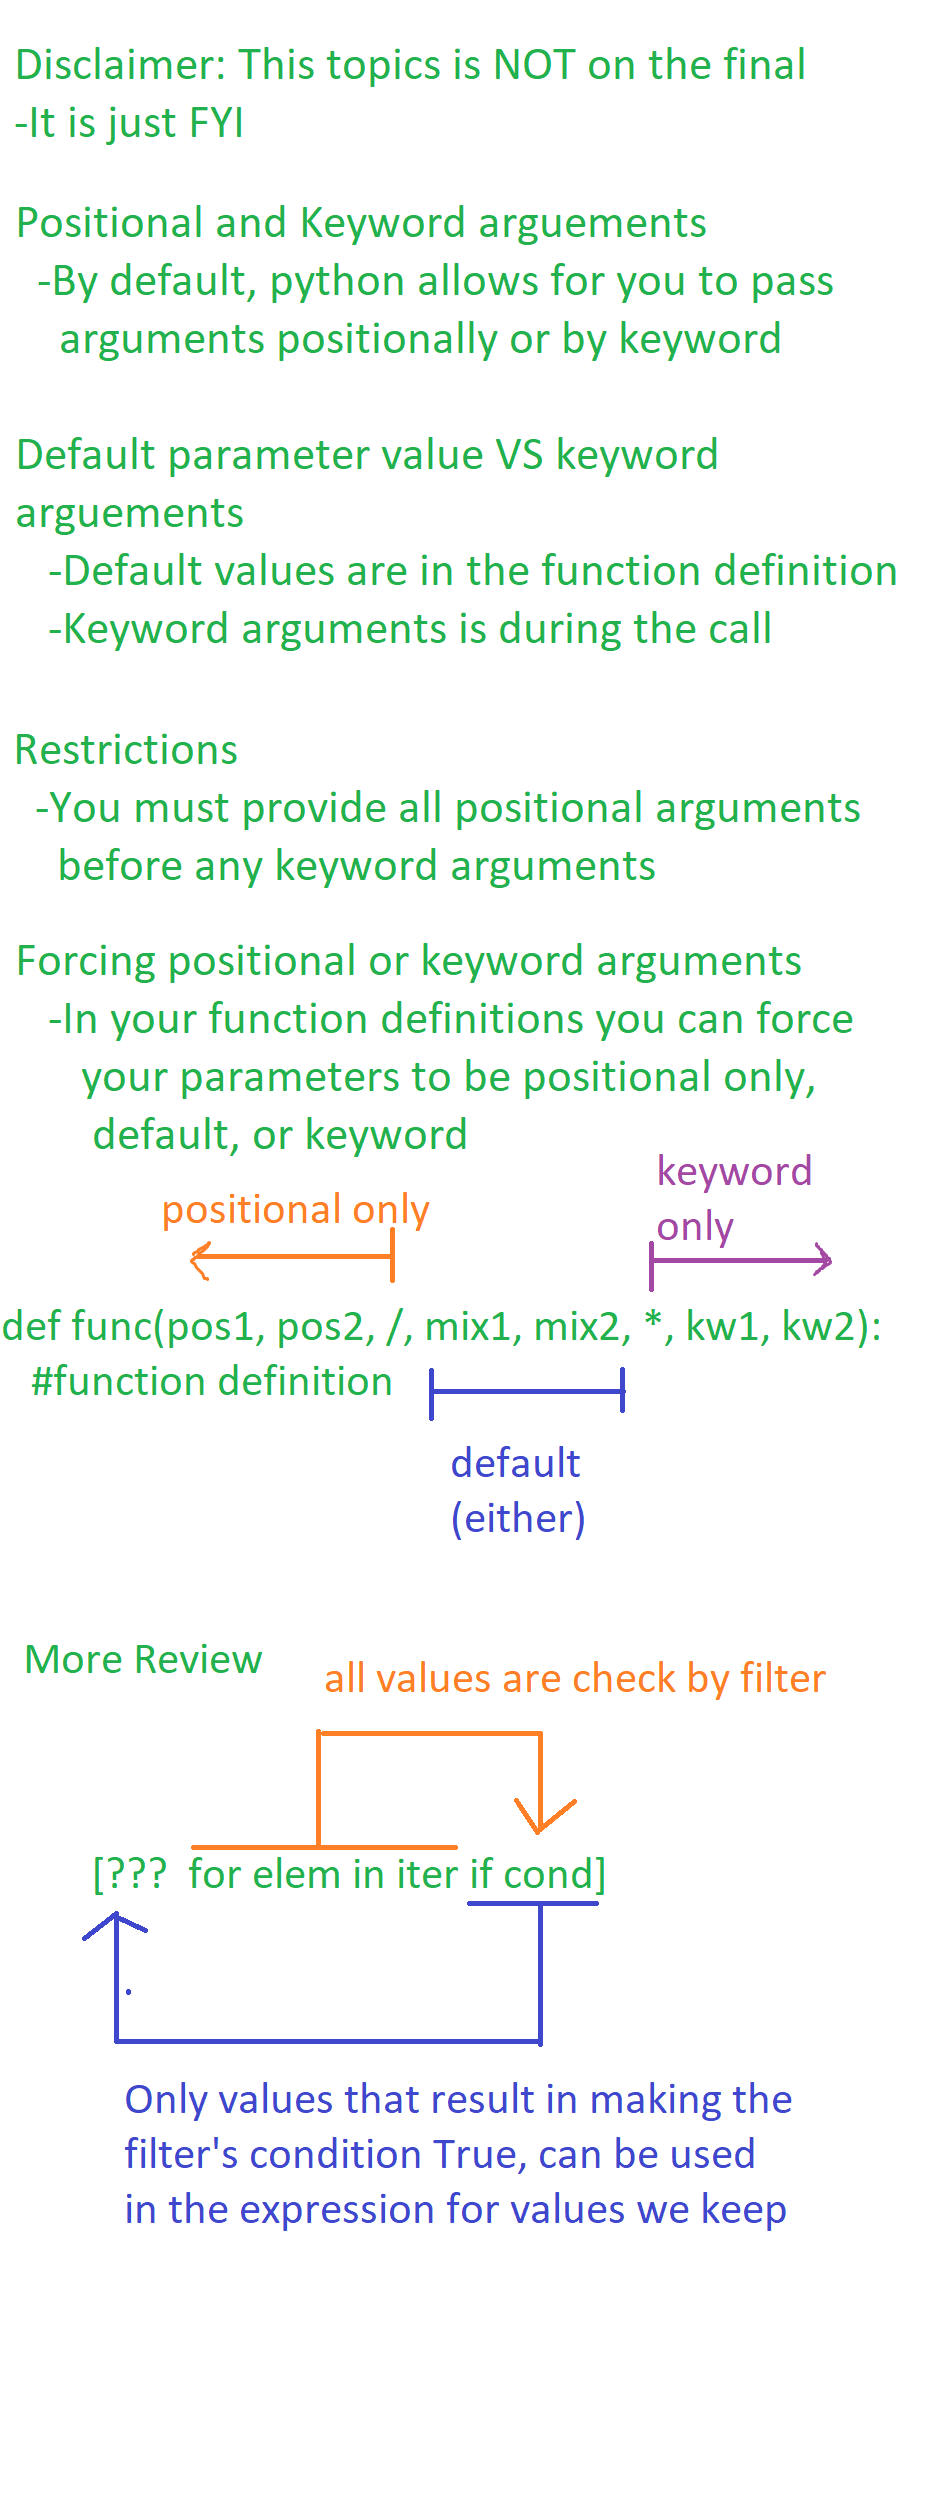 Disclaimer: This topics is NOT on the final
-It is just FYI
Positional and Keyword arguements
-By default, python allows for you to pass
arguments positionally or by keyword
Default parameter value VS keyword
arguements
-Default values are in the function definition
-Keyword arguments is during the call
Restrictions
-You must provide all positional arguments
before any keyword arguments
Forcing positional or keyword arguments
-In your function definitions you can force
your parameters to be positional only,
default, or keyword
keyword
only
positional only
def func(pos1, pos2, /, mix1, mix2, *, kw1, kw2):
#function definition
default
(either)
More Review
all values are check by filter
[??? for elem in iter if cond]
Only values that result in making the
filter's condition True, can be used
in the expression for values we keep